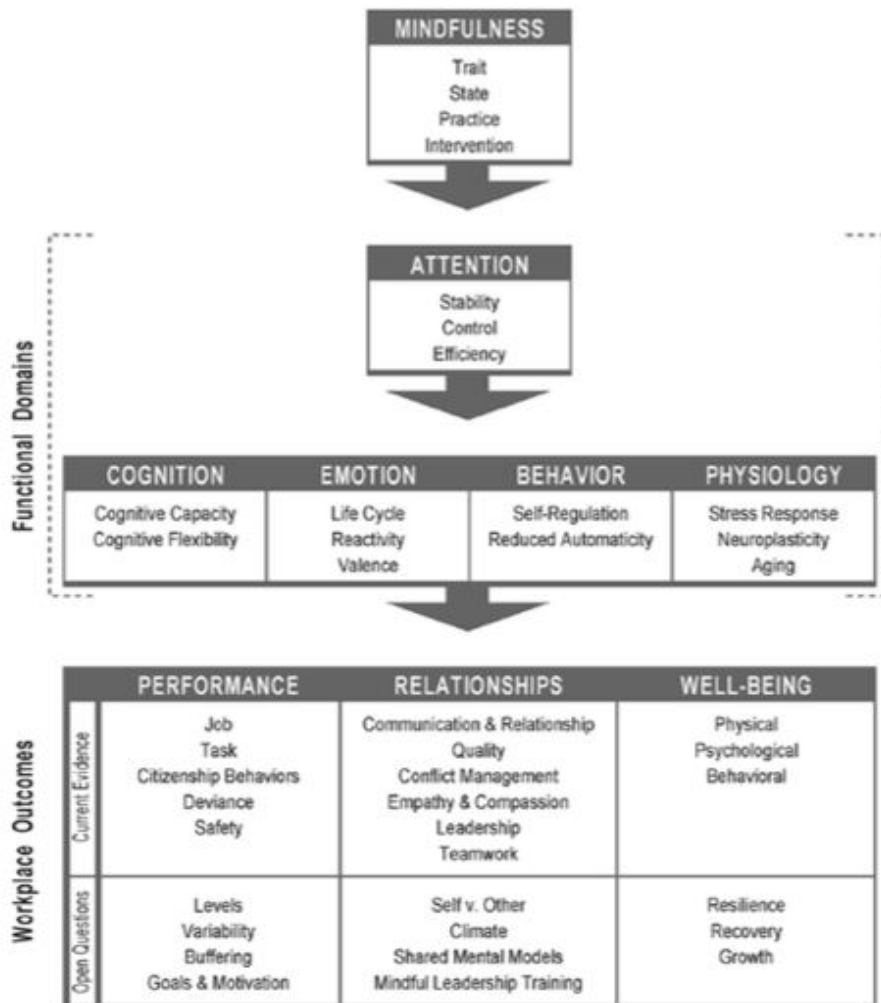 MINDFULNESS
Trait
State
Practice
Intervention
Functional Domains
ATTENTION
Stability
Control
Efficiency
COGNITION
Cognitive Capacity
Cognitive Flexibility
EMOTION
Life Cycle
Reactivity
Valence
BEHAVIOR
Self-Regulation
Reduced Automaticity
PHYSIOLOGY
Stress Response
Neuroplasticity
Aging
Workplace Outcomes
PERFORMANCE
RELATIONSHIPS
WELL-BEING
Current Evidence
Job
Task
Citizenship Behaviors
Deviance
Safety
Communication & Relationship
Quality
Conflict Management
Empathy & Compassion
Leadership
Teamwork
Physical
Psychological
Behavioral
Open Questions
Levels
Variability
Buffering
Goals & Motivation
Self v. Other
Climate
Shared Mental Models
Mindful Leadership Training
Resilience
Recovery
Growth